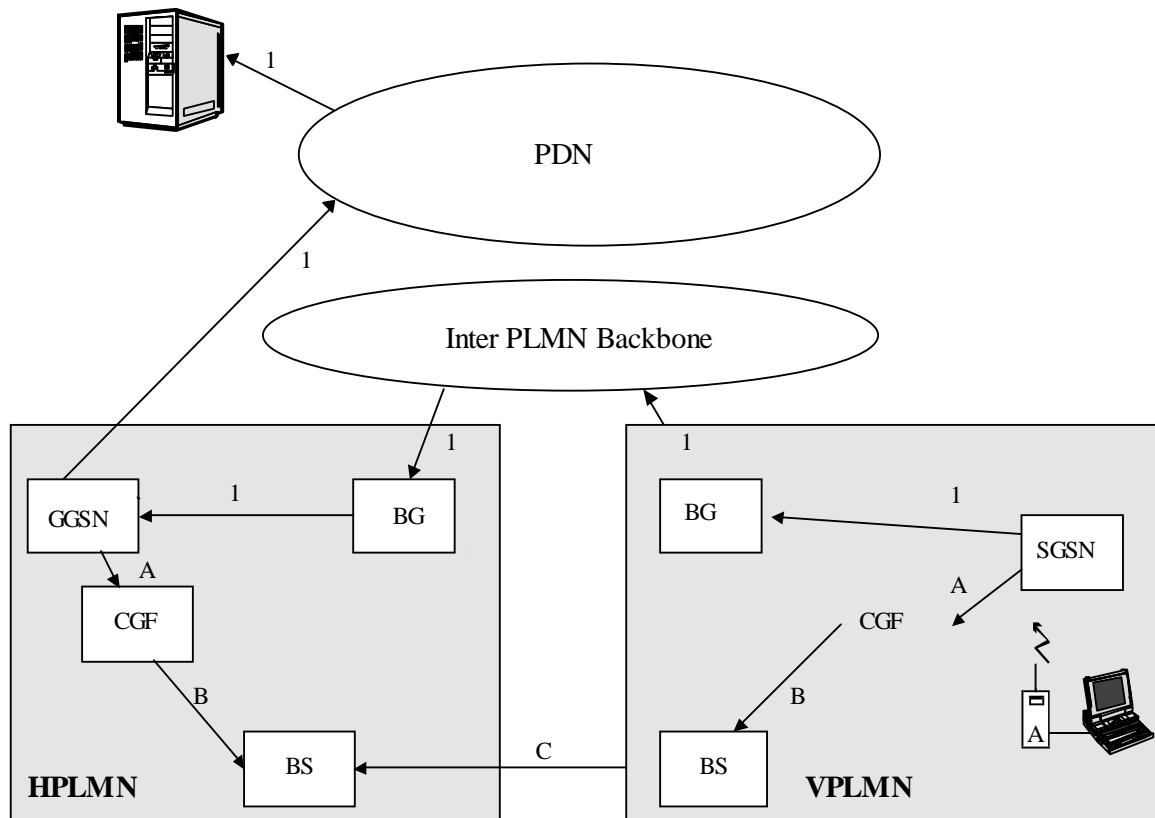 1
PDN
1
Inter PLMN Backbone
1
1
GGSN
1
BG
BG
1
SGSN
A
CGF
A
CGF
B
B
A
BS
C
BS
HPLMN
VPLMN